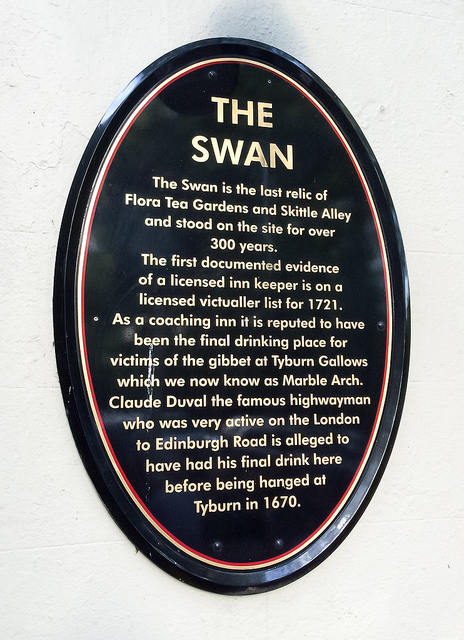 THE
SWAN
The Swan is the last relic of
Flora Tea Gardens and Skittle Alley
and stood on the site for over
300 years.
The first documented evidence
of a licensed inn keeper is on a
licensed victualler list for 1721.
As a coaching inn it is reputed to have
been the final drinking place for
victims of the gibbet at Tyburn Gallows
which we now know as Marble Arch.
Claude Duval the famous highwayman
who was very active on the London
to Edinburgh Road is alleged to
have had his final drink here
before being hanged at
Tyburn in 1670.